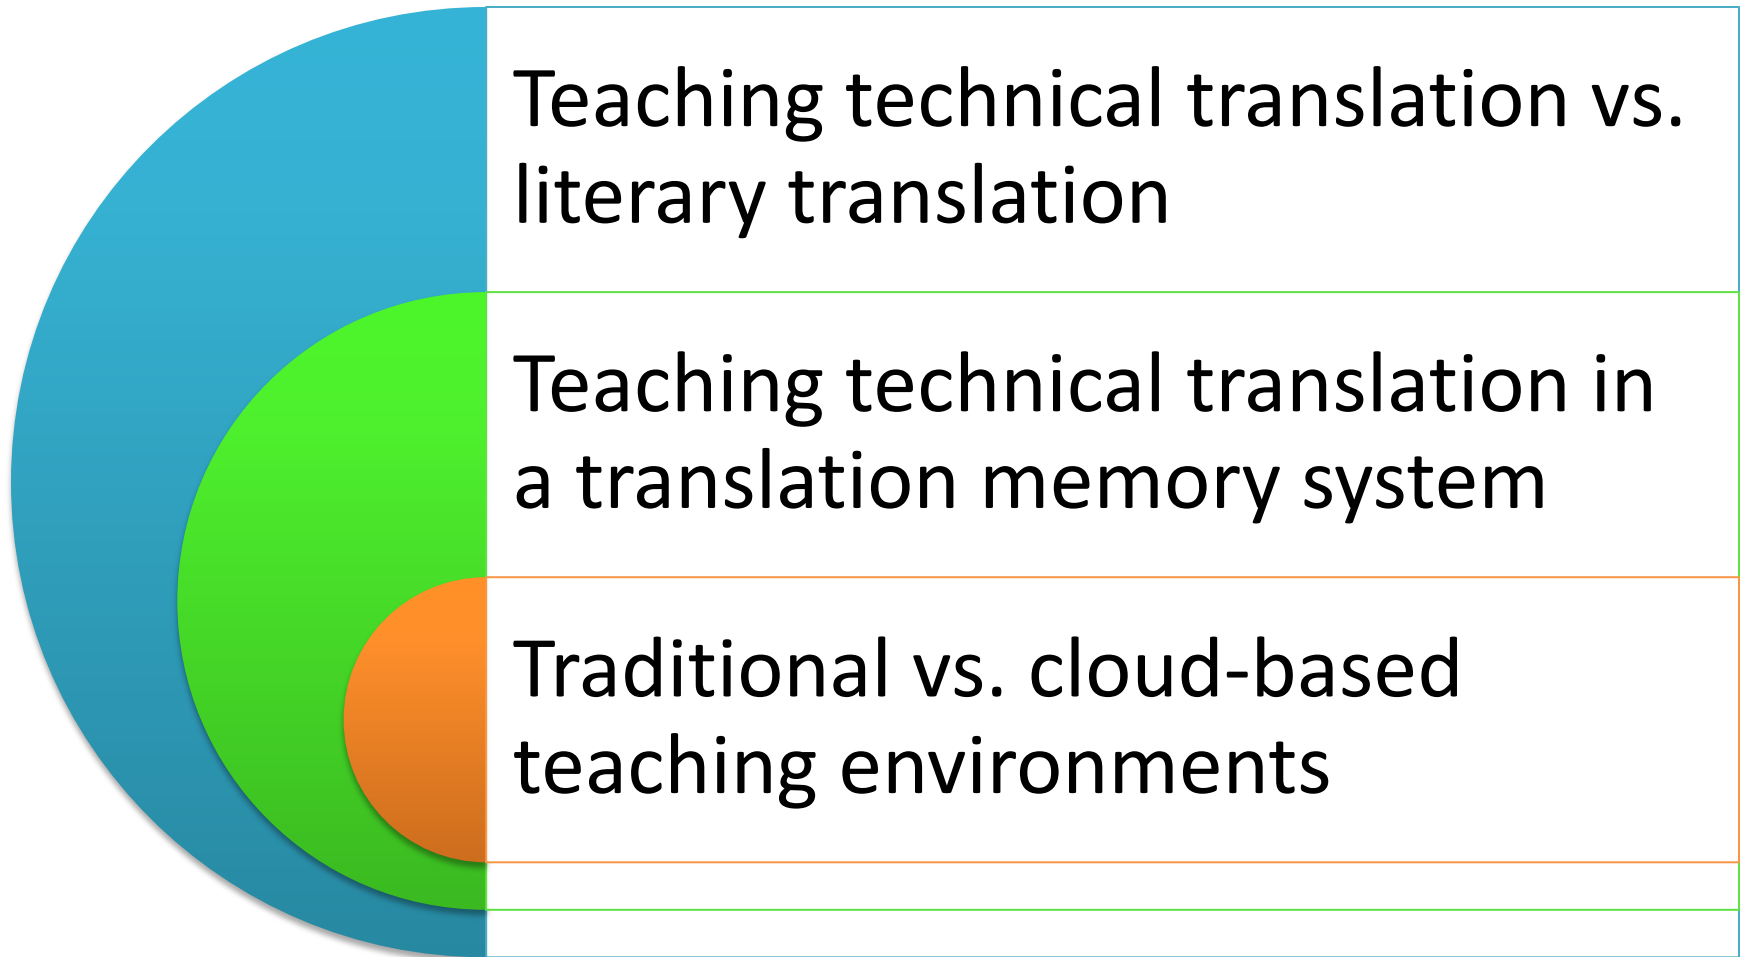 Teaching technical translation vs.
literary translation
Teaching technical translation in
a translation memory system
Traditional vs. cloud-based
teaching environments